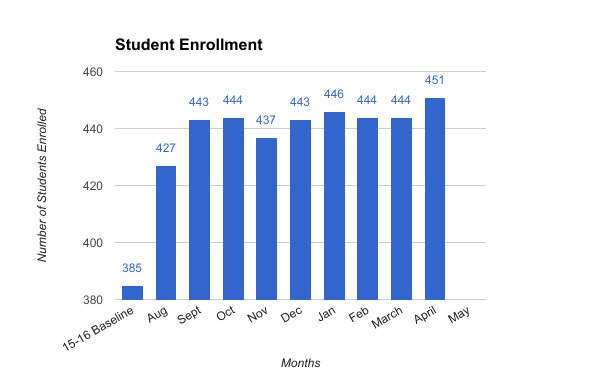 Student Enrollment
Number of Students Enrolled
460
440
420
400
380
385
427
443
444
437
443
446
444
444
451
15-16 Baseline
Aug
Sept
Oct
Nov
Dec
Jan
Feb
March
April
May
Months